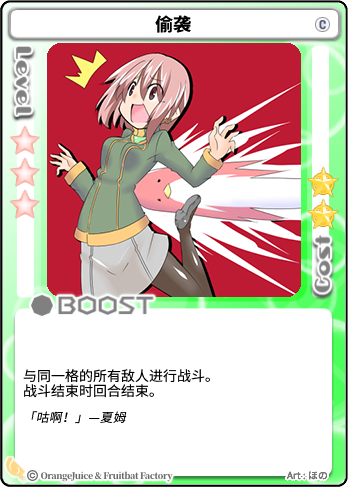 偷袭
©
Level
Cost
BOOST
与同一格的所有敌人进行战斗。
战斗结束时回合结束。
「咕啊！」—夏姆
© OrangeJuice & Fruitbat Factory
Art : ほの